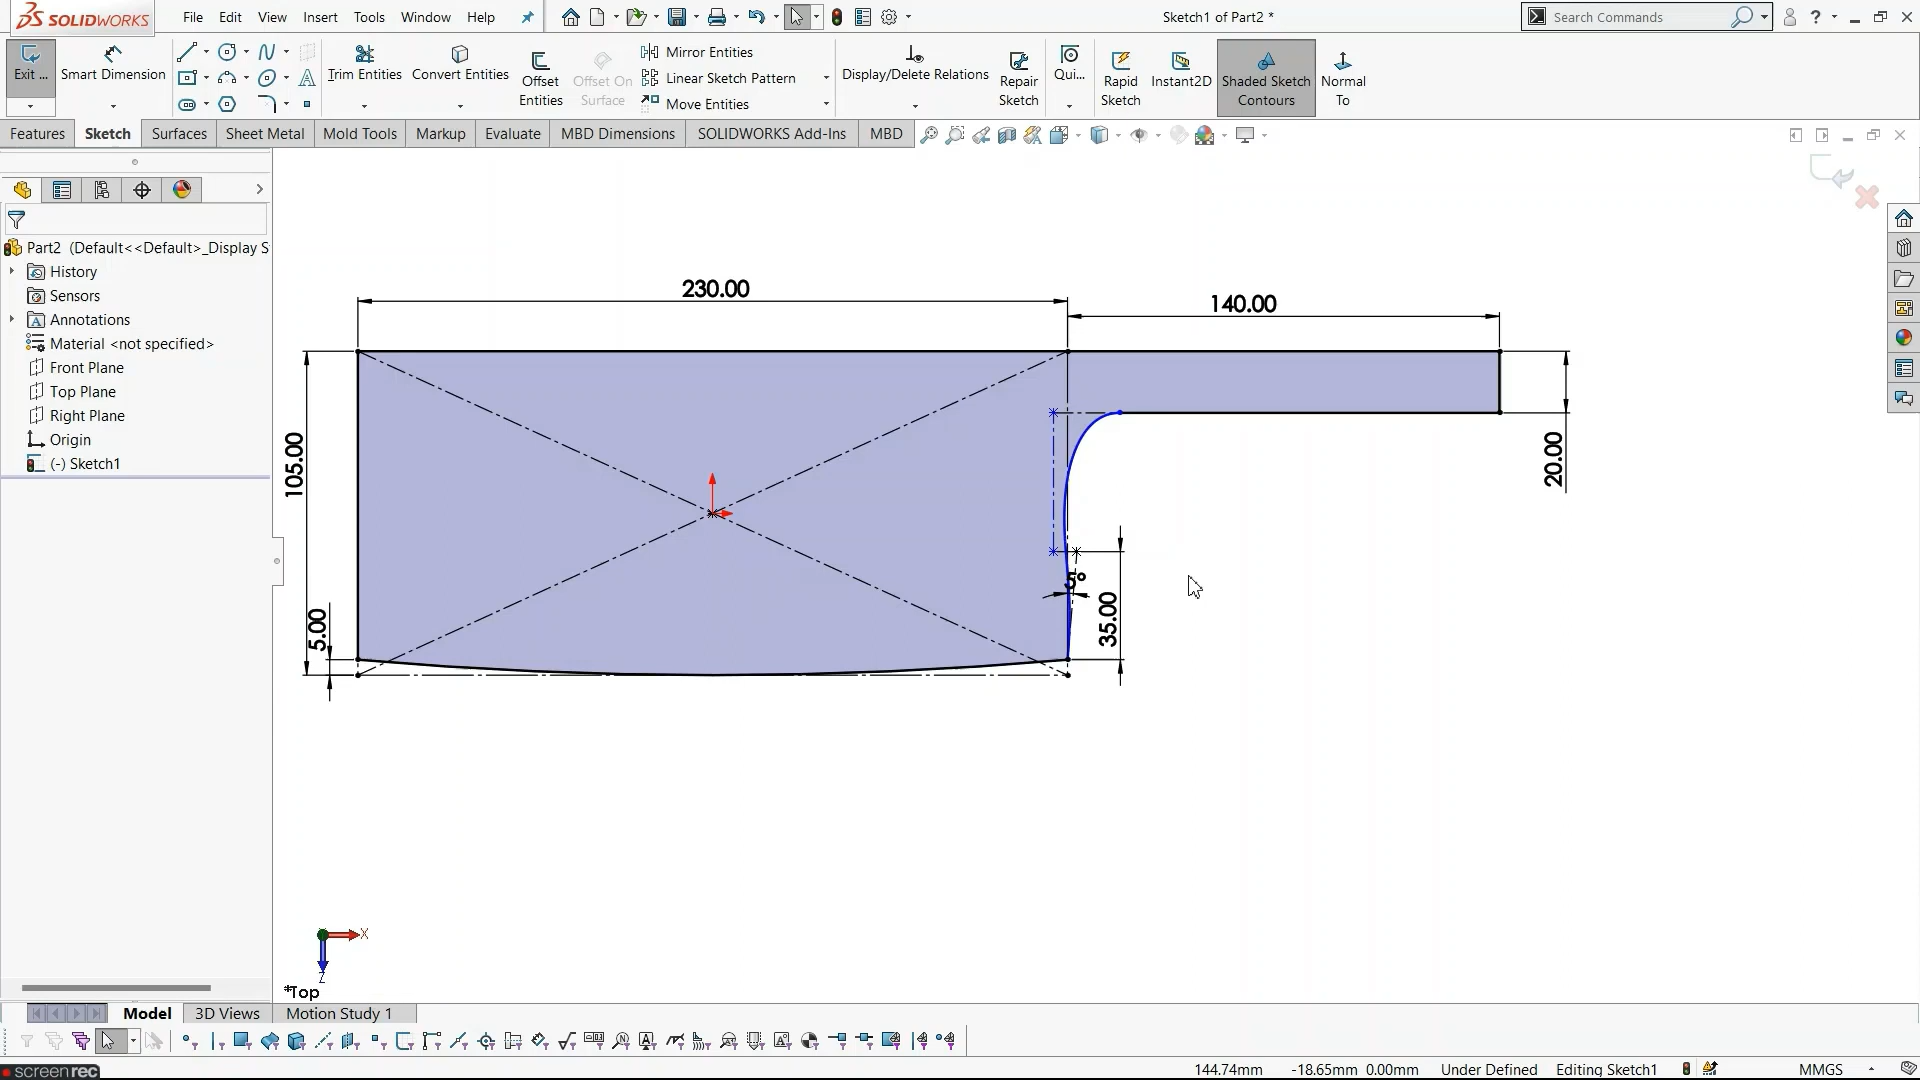 SOLIDWORKS
File Edit View Insert Tools Window Help
Sketch1 of Part2 *
Search Commands
Exit ...
Smart Dimension
Trim Entities
Convert Entities
Offset Entities
Offset On Surface
Mirror Entities
Linear Sketch Pattern
Move Entities
Display/Delete Relations
Repair Sketch
Qui...
Rapid Sketch
Instant2D
Shaded Sketch Contours
Normal To
Features Sketch Surfaces Sheet Metal Mold Tools Markup Evaluate MBD Dimensions SOLIDWORKS Add-Ins MBD
Part2 (Default<<Default>_Display S
History
Sensors
Annotations
Material <not specified>
Front Plane
Top Plane
Right Plane
Origin
(-) Sketch1
230.00
140.00
105.00
20.00
5.00
5°
35.00
X
Z
*Top
Model 3D Views Motion Study 1
screenrec
144.74mm -18.65mm 0.00mm Under Defined Editing Sketch1 MMGS